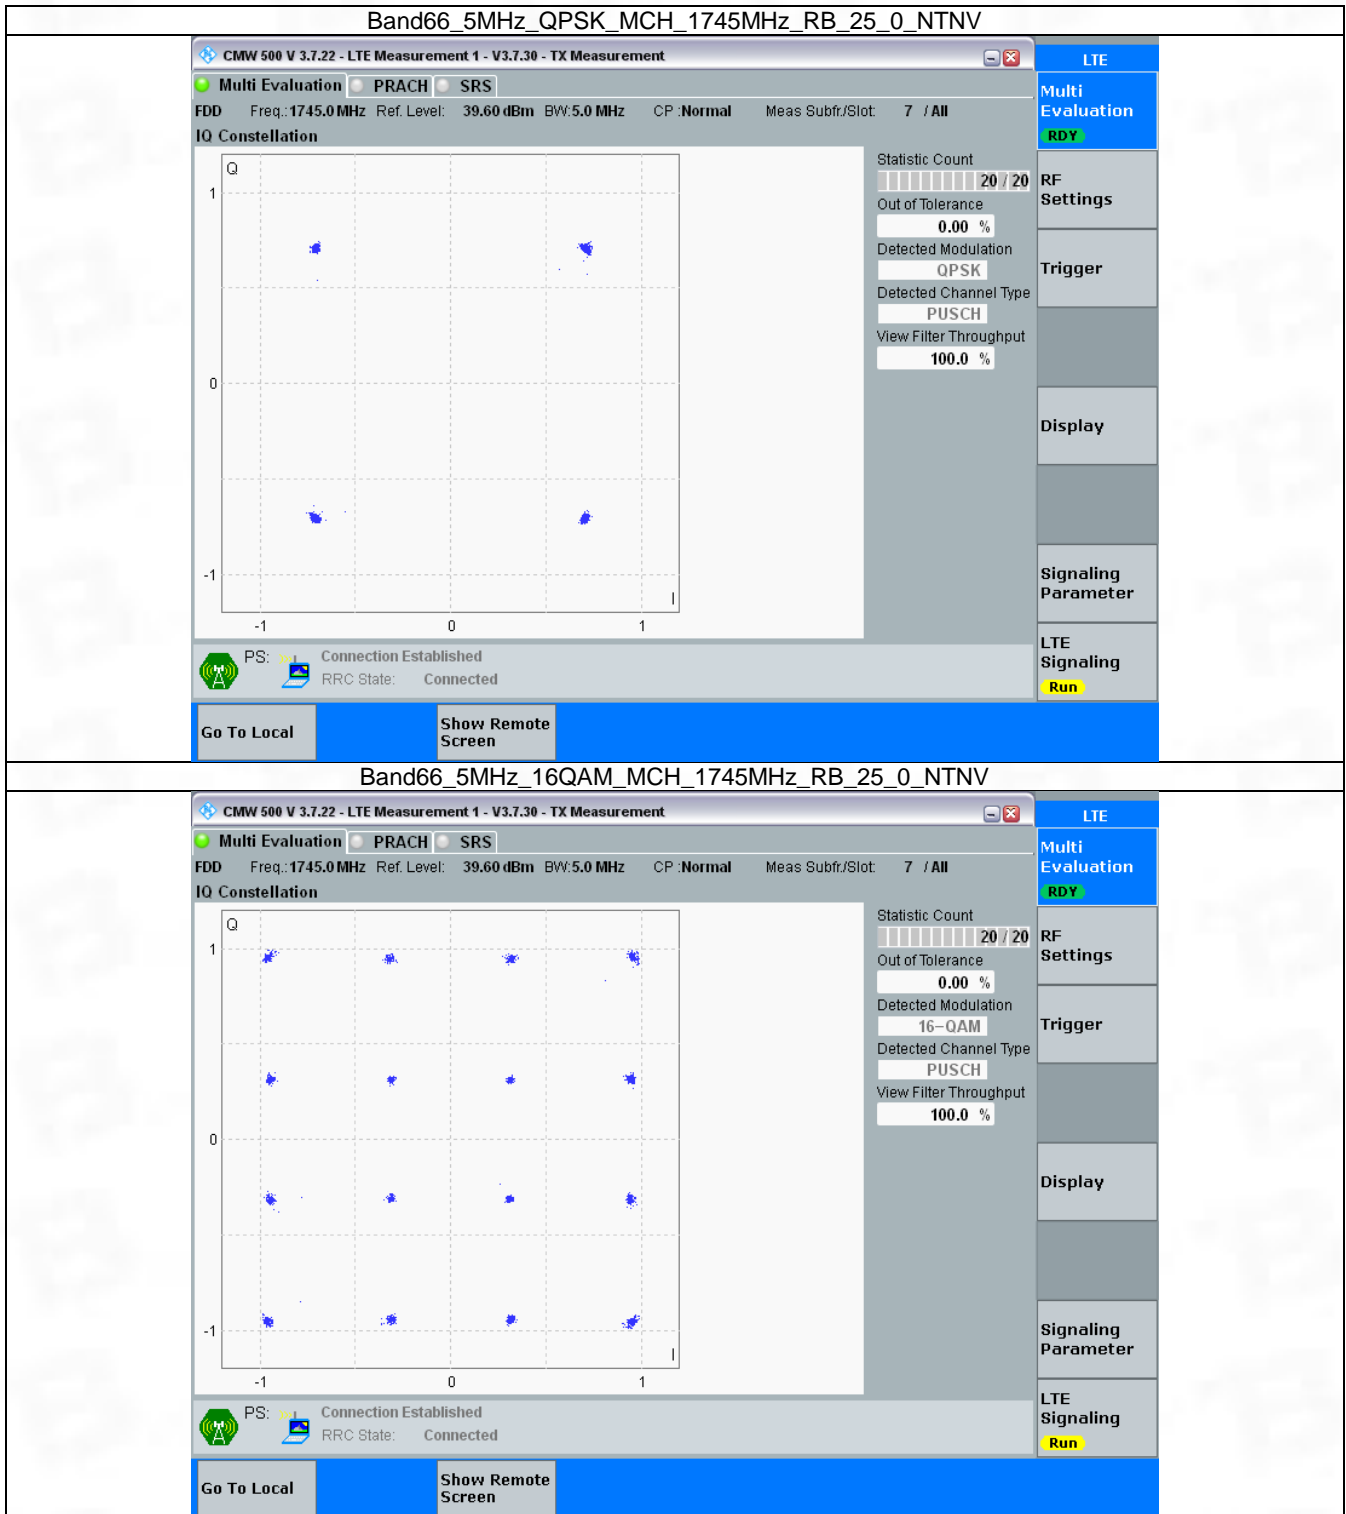 Band66_5MHz_QPSK_MCH_1745MHz_RB_25_0_NTNV
CMW 500 V 3.7.22 - LTE Measurement 1 - V3.7.30 - TX Measurement
LTE
Multi Evaluation PRACH SRS
Multi
Evaluation
RDY
FDD Freq.: 1745.0 MHz Ref. Level: 39.60 dBm BW: 5.0 MHz CP : Normal Meas Subfr./Slot: 7 / All
IQ Constellation
Q
1
0
-1
I
-1 0 1
Statistic Count
20 / 20
Out of Tolerance
0.00 %
Detected Modulation
QPSK
Detected Channel Type
PUSCH
View Filter Throughput
100.0 %
RF
Settings
Trigger
Display
Signaling
Parameter
LTE
Signaling
Run
PS: Connection Established
RRC State: Connected
Go To Local
Show Remote
Screen
Band66_5MHz_16QAM_MCH_1745MHz_RB_25_0_NTNV
CMW 500 V 3.7.22 - LTE Measurement 1 - V3.7.30 - TX Measurement
LTE
Multi Evaluation PRACH SRS
Multi
Evaluation
RDY
FDD Freq.: 1745.0 MHz Ref. Level: 39.60 dBm BW: 5.0 MHz CP : Normal Meas Subfr./Slot: 7 / All
IQ Constellation
Q
1
0
-1
I
-1 0 1
Statistic Count
20 / 20
Out of Tolerance
0.00 %
Detected Modulation
16-QAM
Detected Channel Type
PUSCH
View Filter Throughput
100.0 %
RF
Settings
Trigger
Display
Signaling
Parameter
LTE
Signaling
Run
PS: Connection Established
RRC State: Connected
Go To Local
Show Remote
Screen